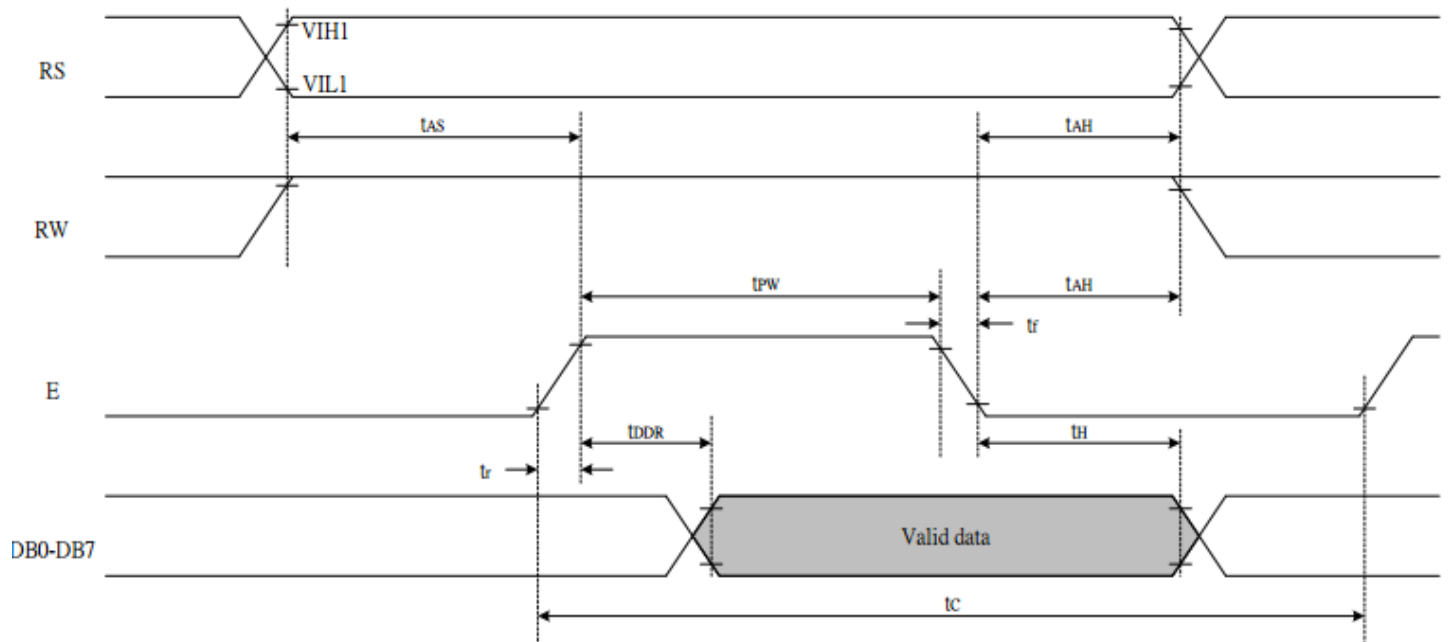 VIH1
RS
VIL1
tAS tAH
RW
tPW tAH
tf
E
tDDR tH
tr
DB0-DB7 Valid data
tC